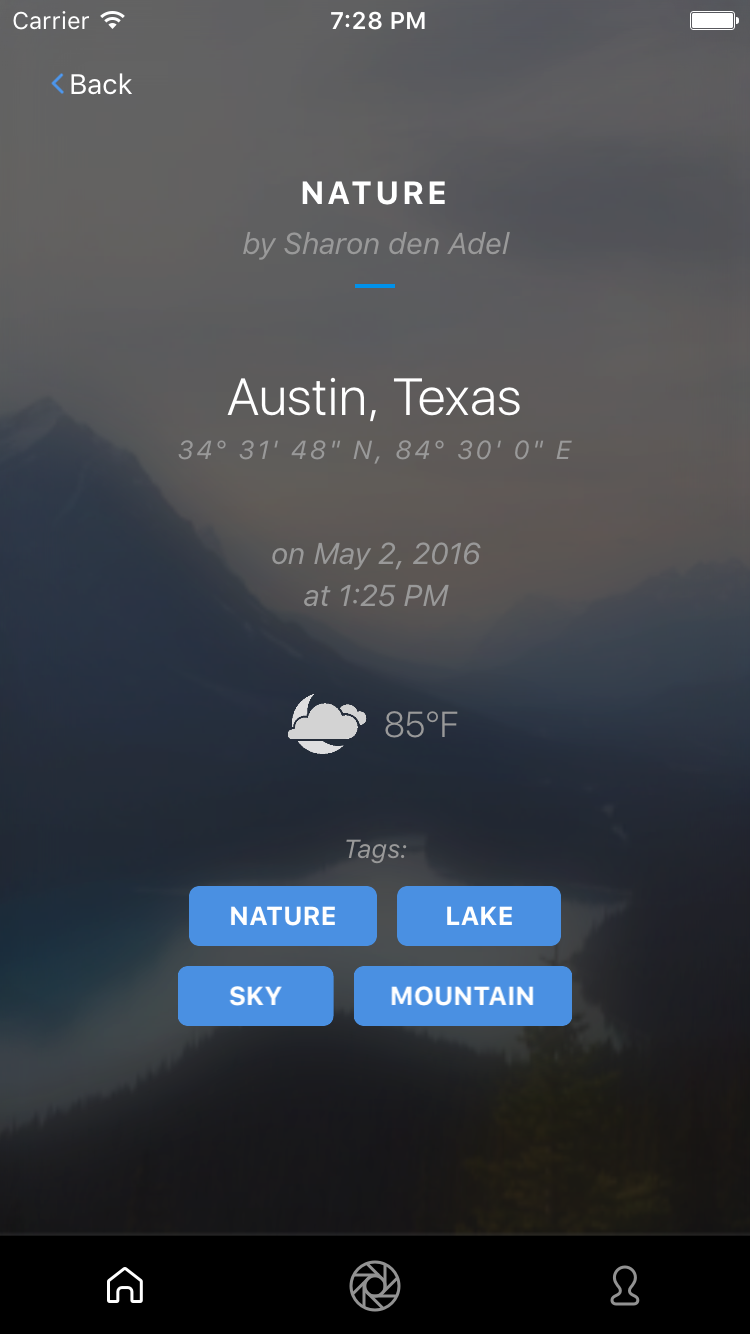 Carrier 7:28 PM
Back
NATURE
by Sharon den Adel
Austin, Texas
34° 31' 48" N, 84° 30' 0" E
on May 2, 2016
at 1:25 PM
85°F
Tags:
NATURE LAKE
SKY MOUNTAIN